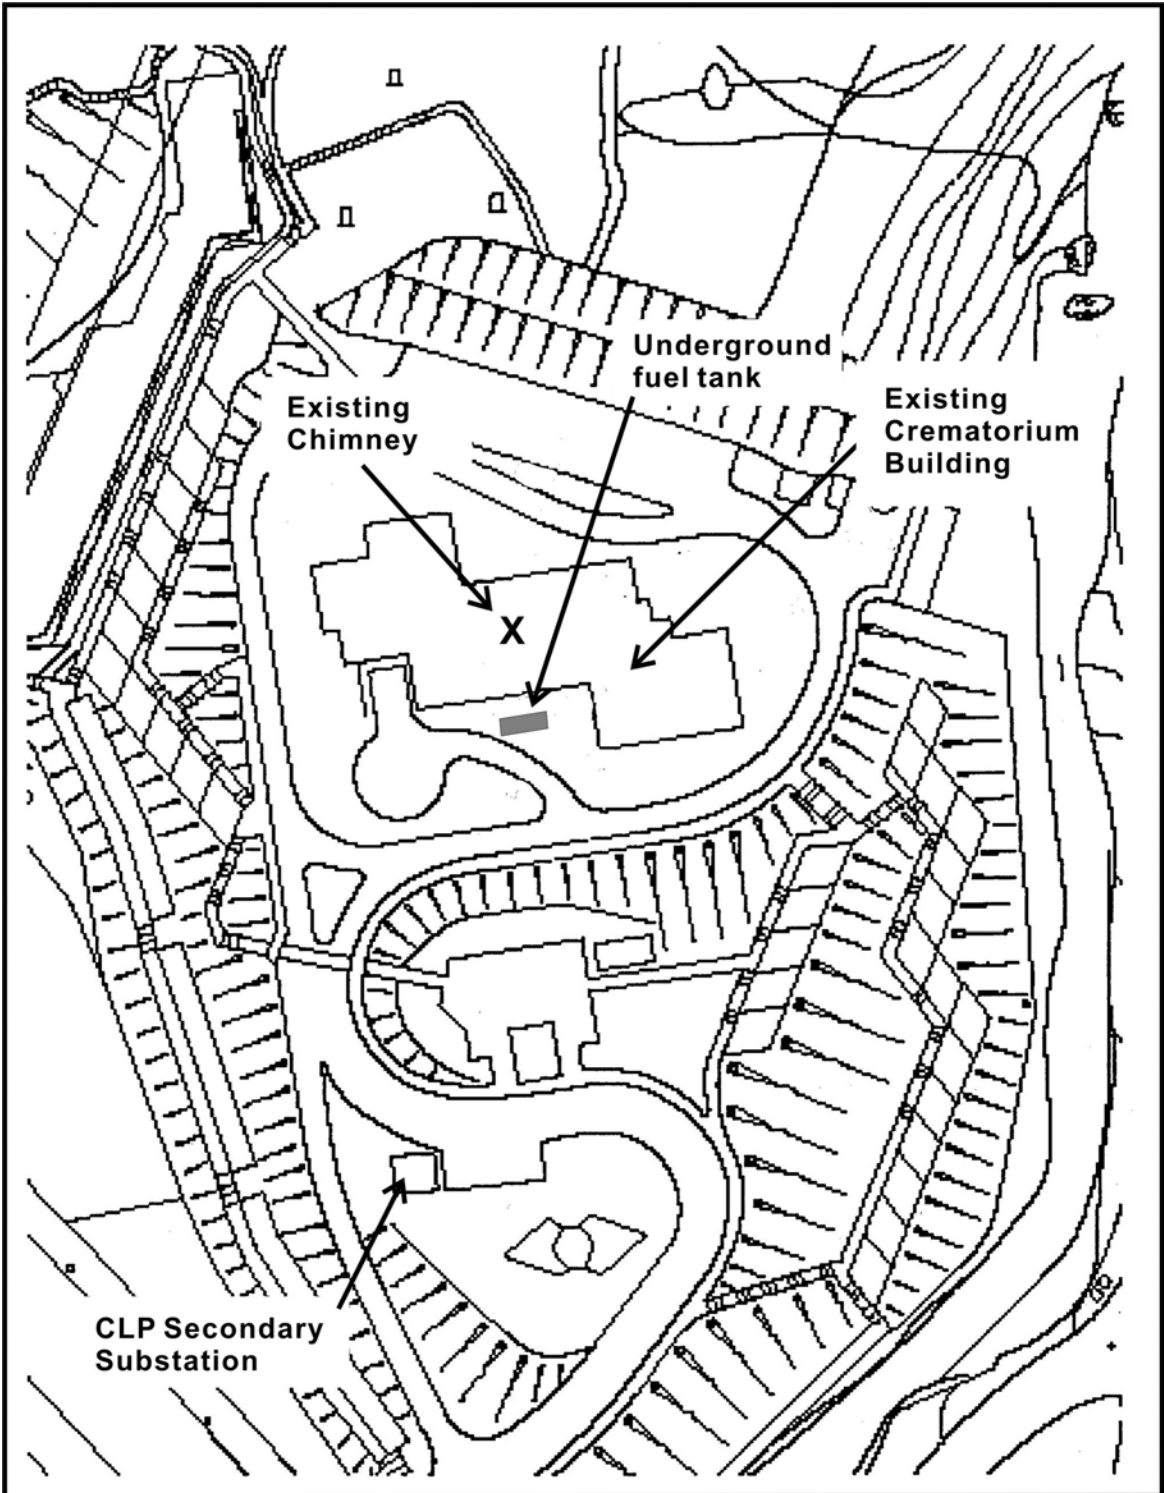 Underground
fuel tank
Existing
Chimney
Existing
Crematorium
Building
X
CLP Secondary
Substation